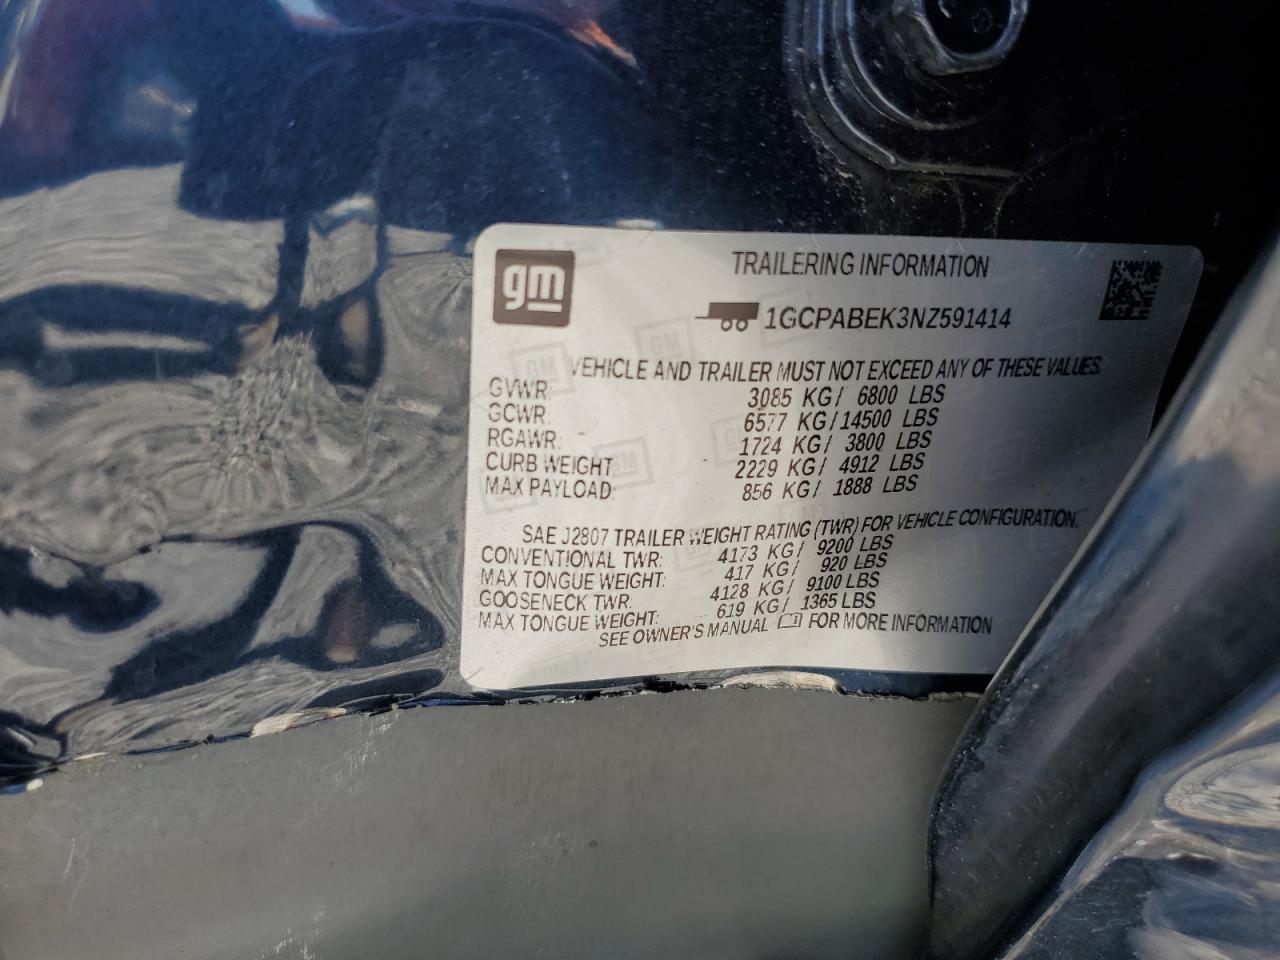 gm
TRAILERING INFORMATION
1GCPABEK3NZ591414
VEHICLE AND TRAILER MUST NOT EXCEED ANY OF THESE VALUES.
GVWR: 3085 KG/ 6800 LBS
GCWR: 6577 KG/14500 LBS
RGAWR: 1724 KG/ 3800 LBS
CURB WEIGHT 2229 KG/ 4912 LBS
MAX PAYLOAD: 856 KG/ 1888 LBS
SAE J2807 TRAILER WEIGHT RATING (TWR) FOR VEHICLE CONFIGURATION.
CONVENTIONAL TWR: 4173 KG/ 9200 LBS
MAX TONGUE WEIGHT: 417 KG/ 920 LBS
GOOSENECK TWR: 4128 KG/ 9100 LBS
MAX TONGUE WEIGHT: 619 KG/ 1365 LBS
SEE OWNER'S MANUAL FOR MORE INFORMATION